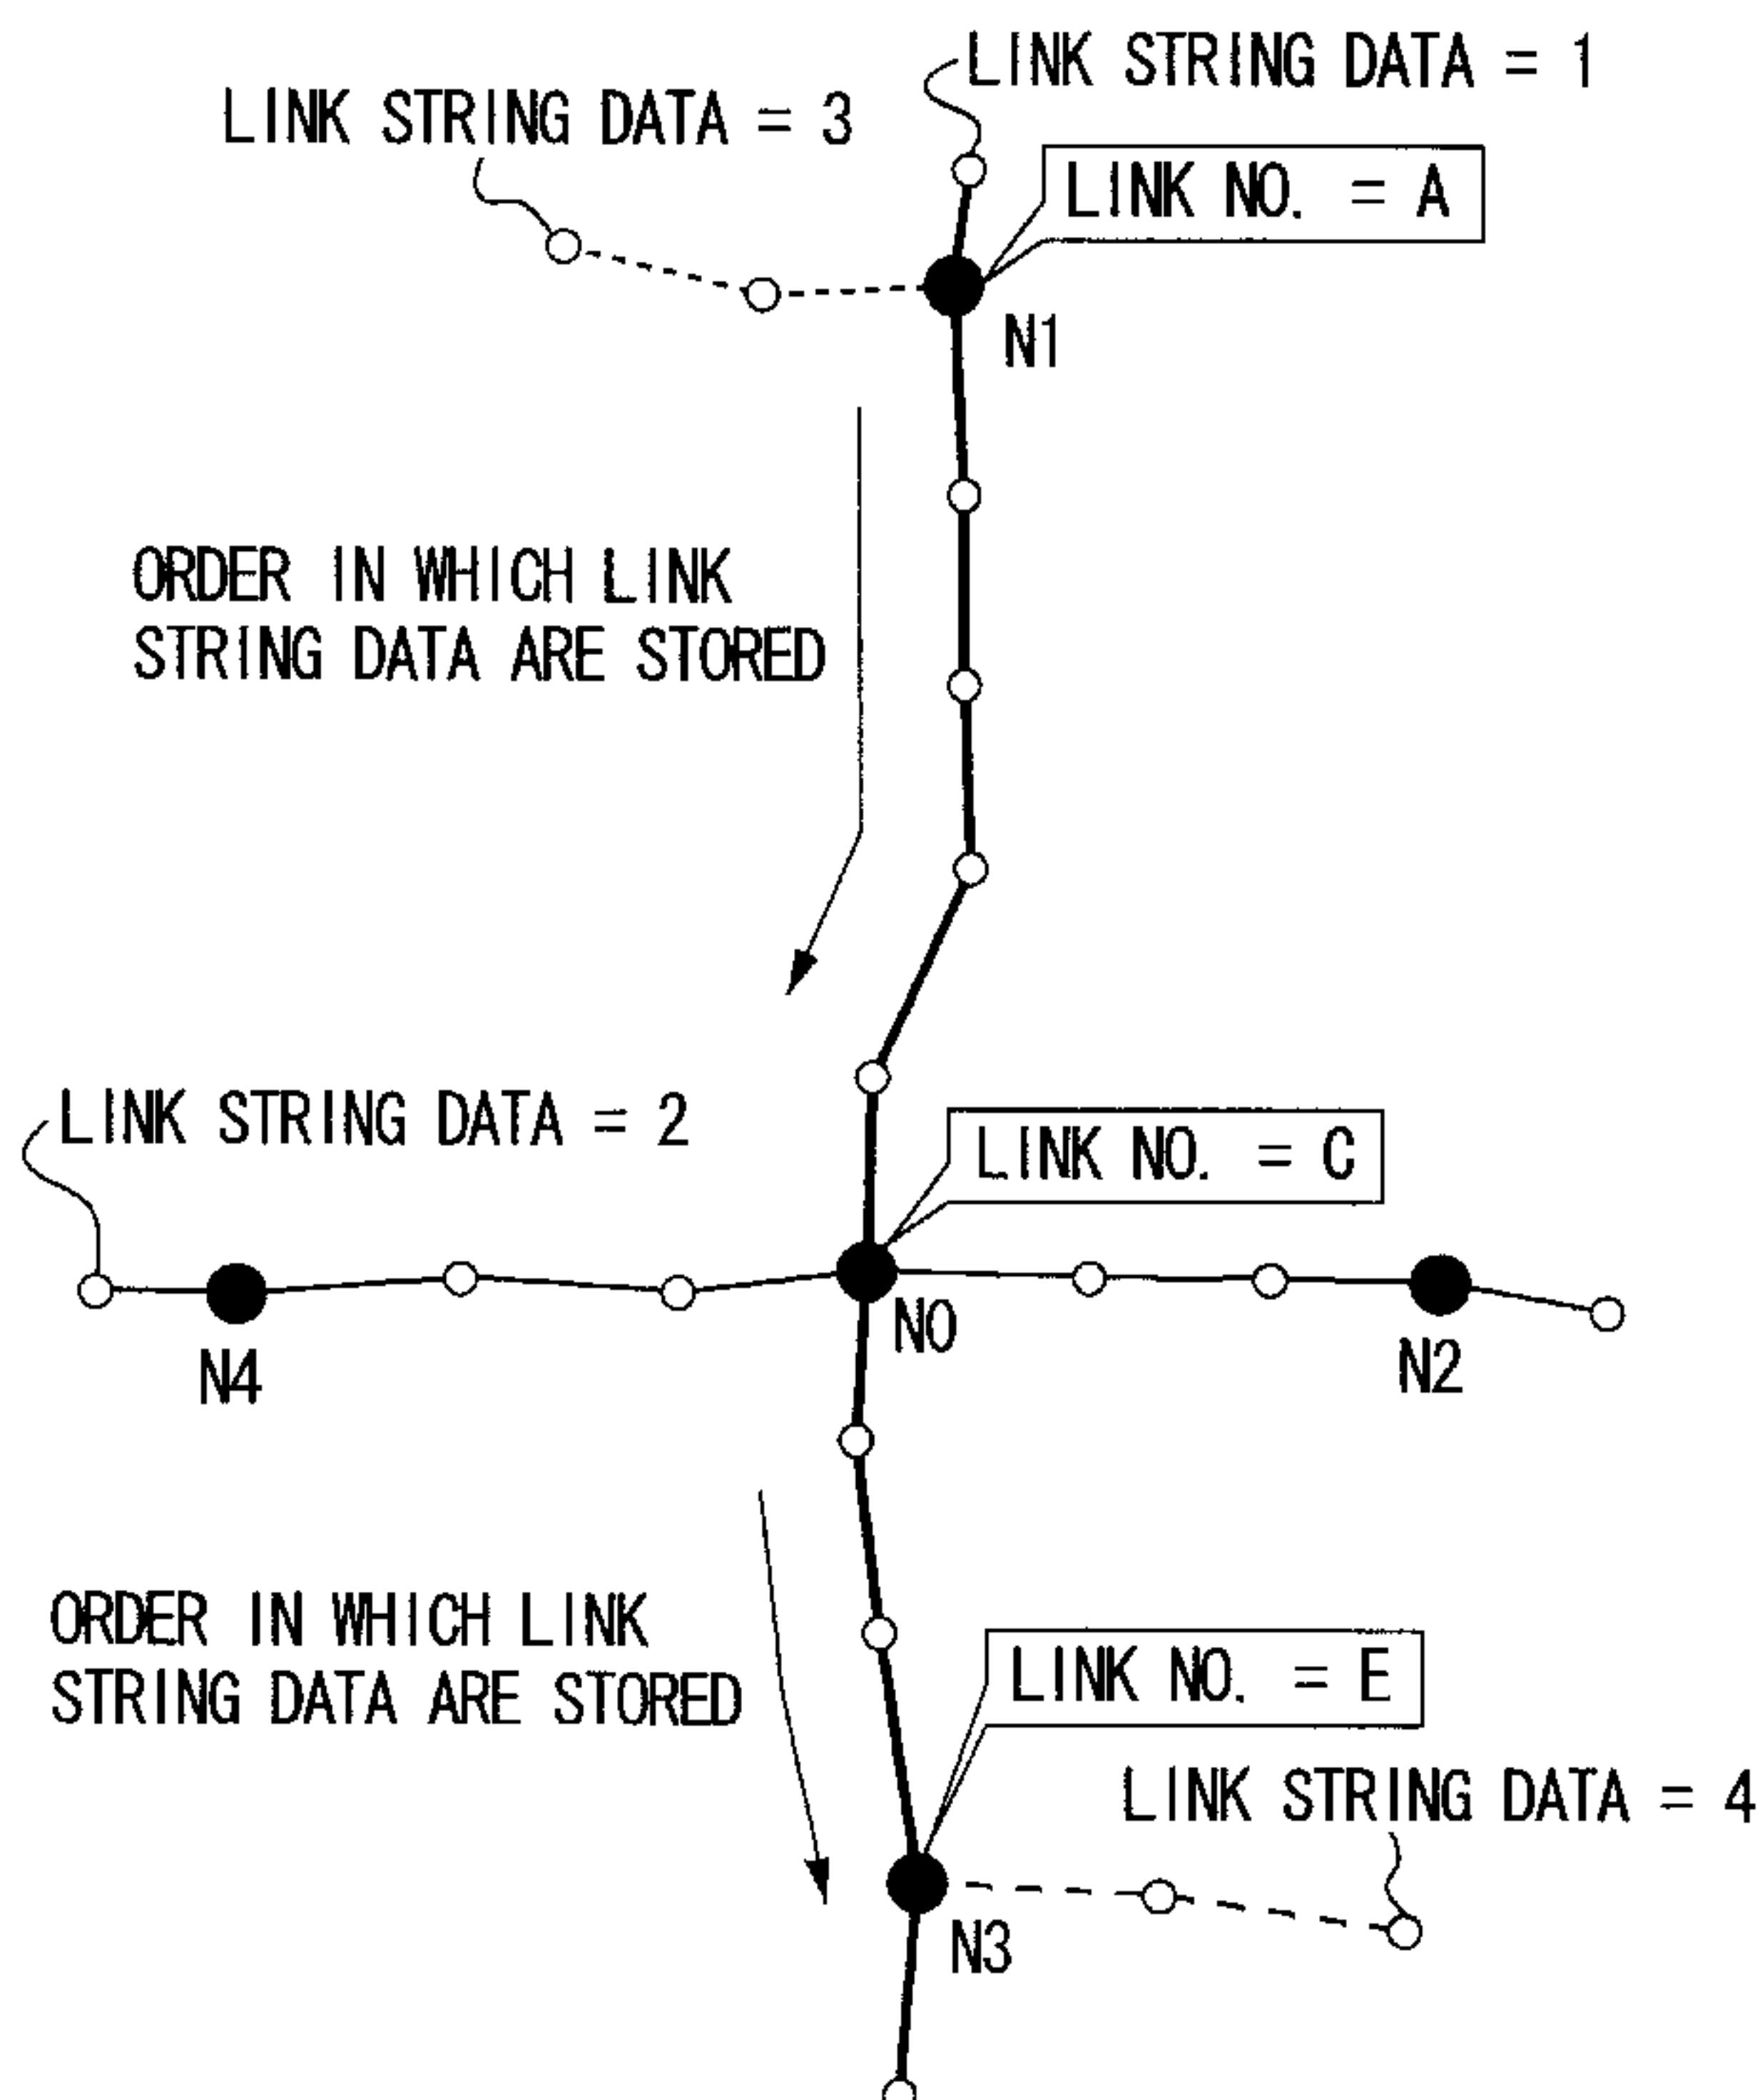 LINK STRING DATA = 1
LINK STRING DATA = 3
LINK NO. = A
N1
ORDER IN WHICH LINK
STRING DATA ARE STORED
LINK STRING DATA = 2
LINK NO. = C
N0
N4
N2
ORDER IN WHICH LINK
STRING DATA ARE STORED
LINK NO. = E
LINK STRING DATA = 4
N3